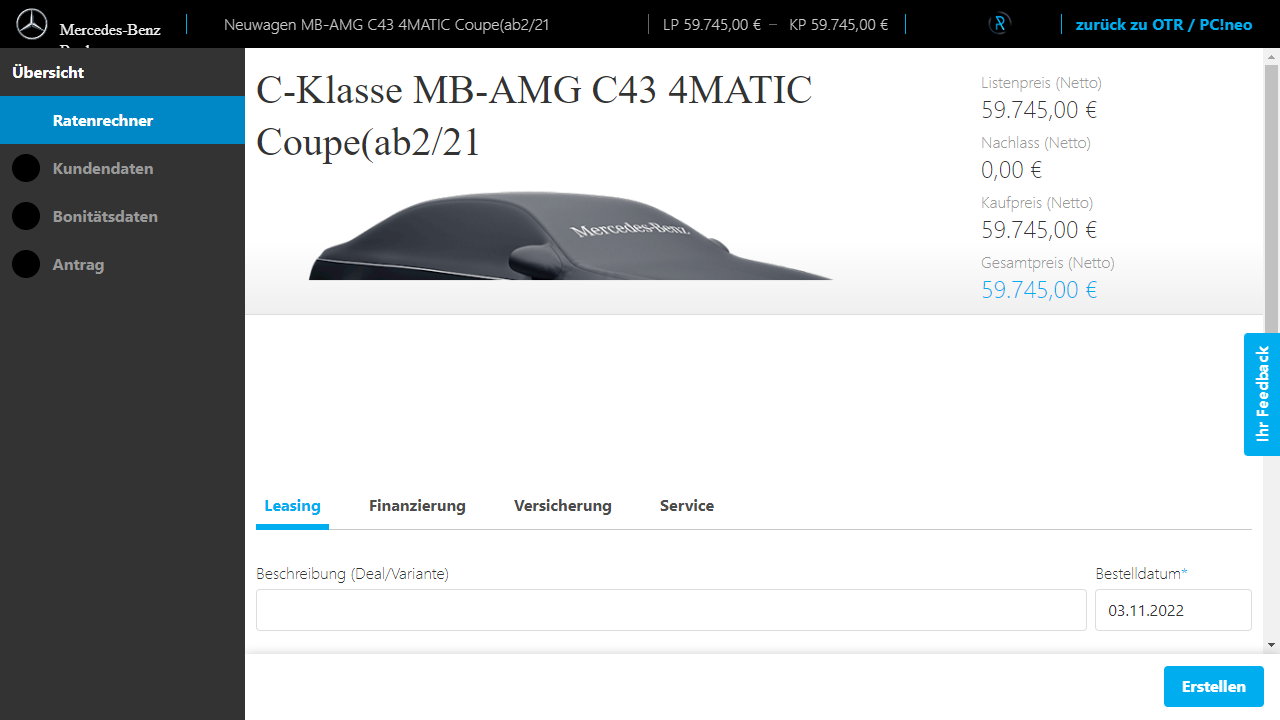 Mercedes-Benz
Neuwagen MB-AMG C43 4MATIC Coupe(ab2/21
LP 59.745,00 € – KP 59.745,00 €
zurück zu OTR / PC!neo
Übersicht
Ratenrechner
Kundendaten
Bonitätsdaten
Antrag
C-Klasse MB-AMG C43 4MATIC
Coupe(ab2/21
Mercedes-Benz.
Listenpreis (Netto)
59.745,00 €
Nachlass (Netto)
0,00 €
Kaufpreis (Netto)
59.745,00 €
Gesamtpreis (Netto)
59.745,00 €
Ihr Feedback
Leasing
Finanzierung
Versicherung
Service
Beschreibung (Deal/Variante)
Bestelldatum*
03.11.2022
Erstellen